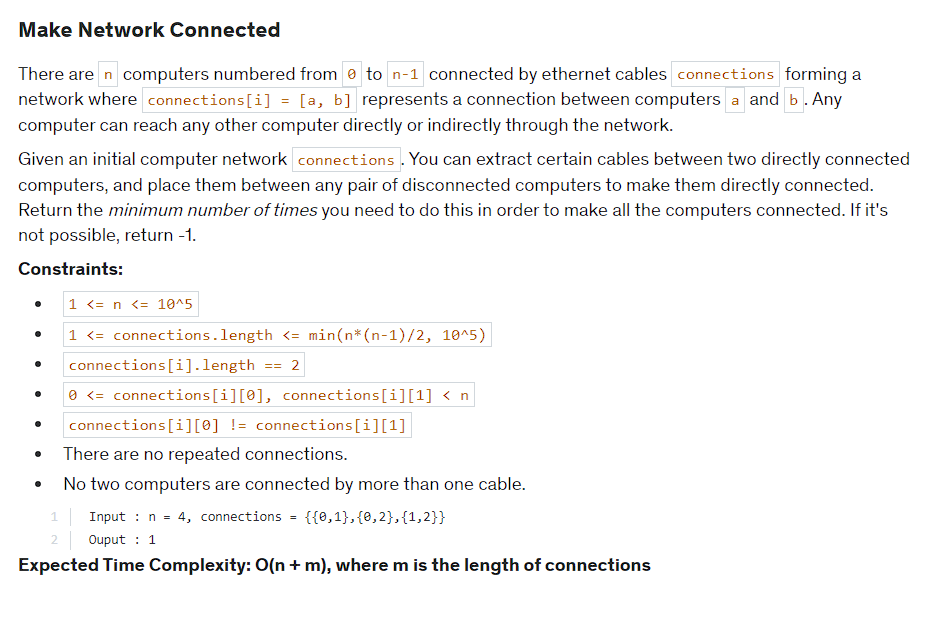 Make Network Connected
There are n computers numbered from 0 to n-1 connected by ethernet cables connections forming a
network where connections[i] = [a, b] represents a connection between computers a and b. Any
computer can reach any other computer directly or indirectly through the network.
Given an initial computer network connections. You can extract certain cables between two directly connected
computers, and place them between any pair of disconnected computers to make them directly connected.
Return the minimum number of times you need to do this in order to make all the computers connected. If it's
not possible, return -1.
Constraints:
• 1 <= n <= 10^5
• 1 <= connections.length <= min(n*(n-1)/2, 10^5)
• connections[i].length == 2
• 0 <= connections[i][0], connections[i][1] < n
• connections[i][0] != connections[i][1]
• There are no repeated connections.
• No two computers are connected by more than one cable.
1 Input : n = 4, connections = {{0,1},{0,2},{1,2}}
2 Ouput : 1
Expected Time Complexity: O(n + m), where m is the length of connections